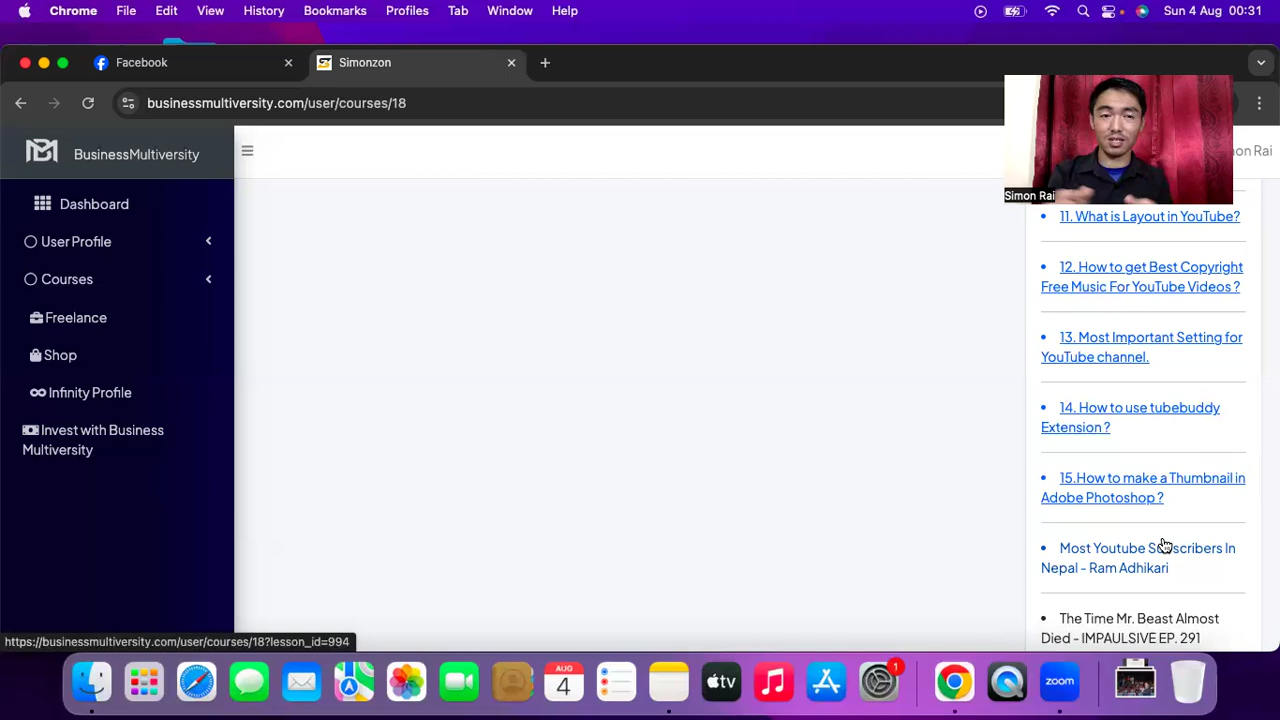 Chrome File Edit View History Bookmarks Profiles Tab Window Help Sun 4 Aug 00:31
Facebook
Simonzon
businessmultiversity.com/user/courses/18
BusinessMultiversity
Dashboard
User Profile
Courses
Freelance
Shop
Infinity Profile
Invest with Business
Multiversity
Simon Rai
on Rai
11. What is Layout in YouTube?
12. How to get Best Copyright
Free Music For YouTube Videos ?
13. Most Important Setting for
YouTube channel.
14. How to use tubebuddy
Extension ?
15.How to make a Thumbnail in
Adobe Photoshop ?
Most Youtube Subscribers In
Nepal - Ram Adhikari
The Time Mr. Beast Almost
Died - IMPAULSIVE EP. 291
https://businessmultiversity.com/user/courses/18?lesson_id=994
AUG
4
tv
1
zoom